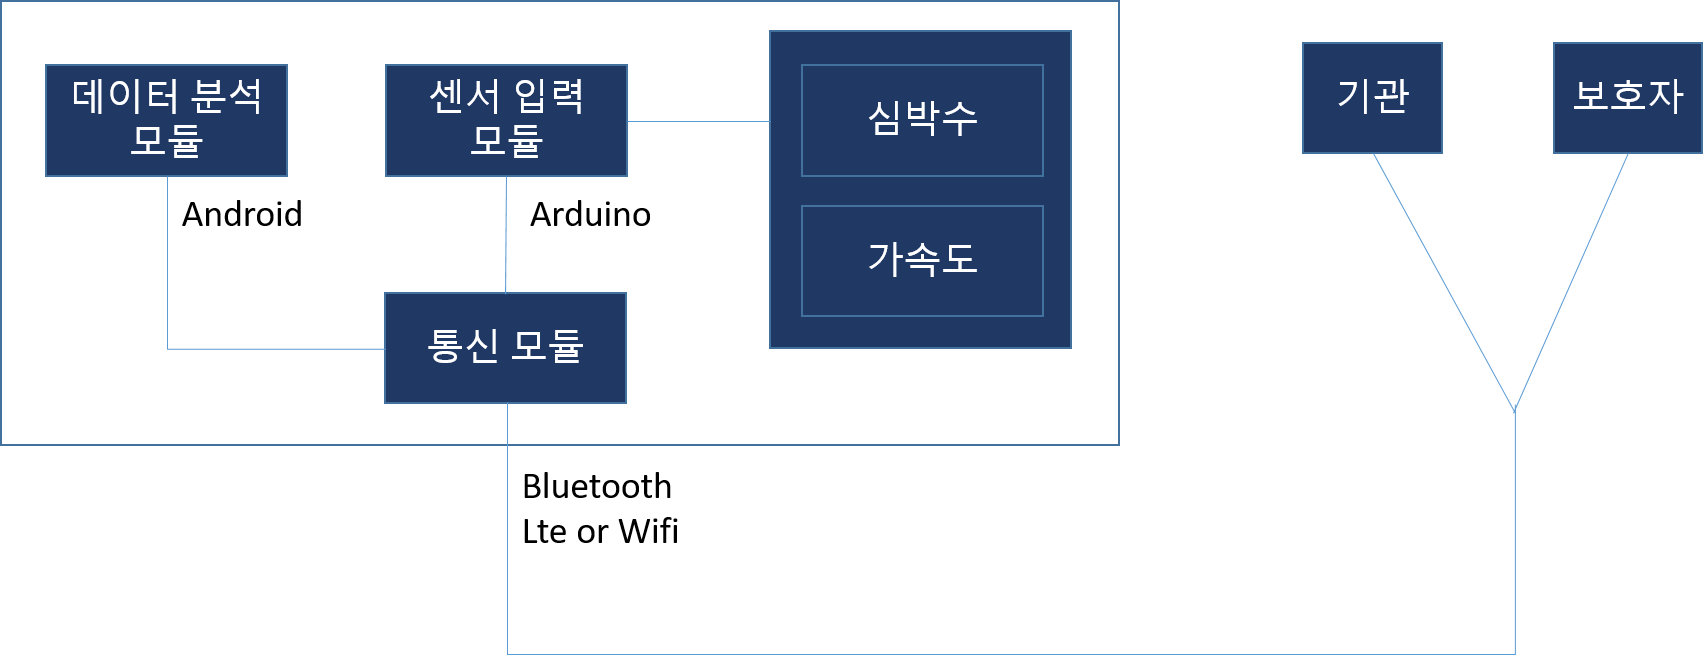 데이터 분석
모듈
센서 입력
모듈
심박수
가속도
기관
보호자
Android
Arduino
통신 모듈
Bluetooth
Lte or Wifi